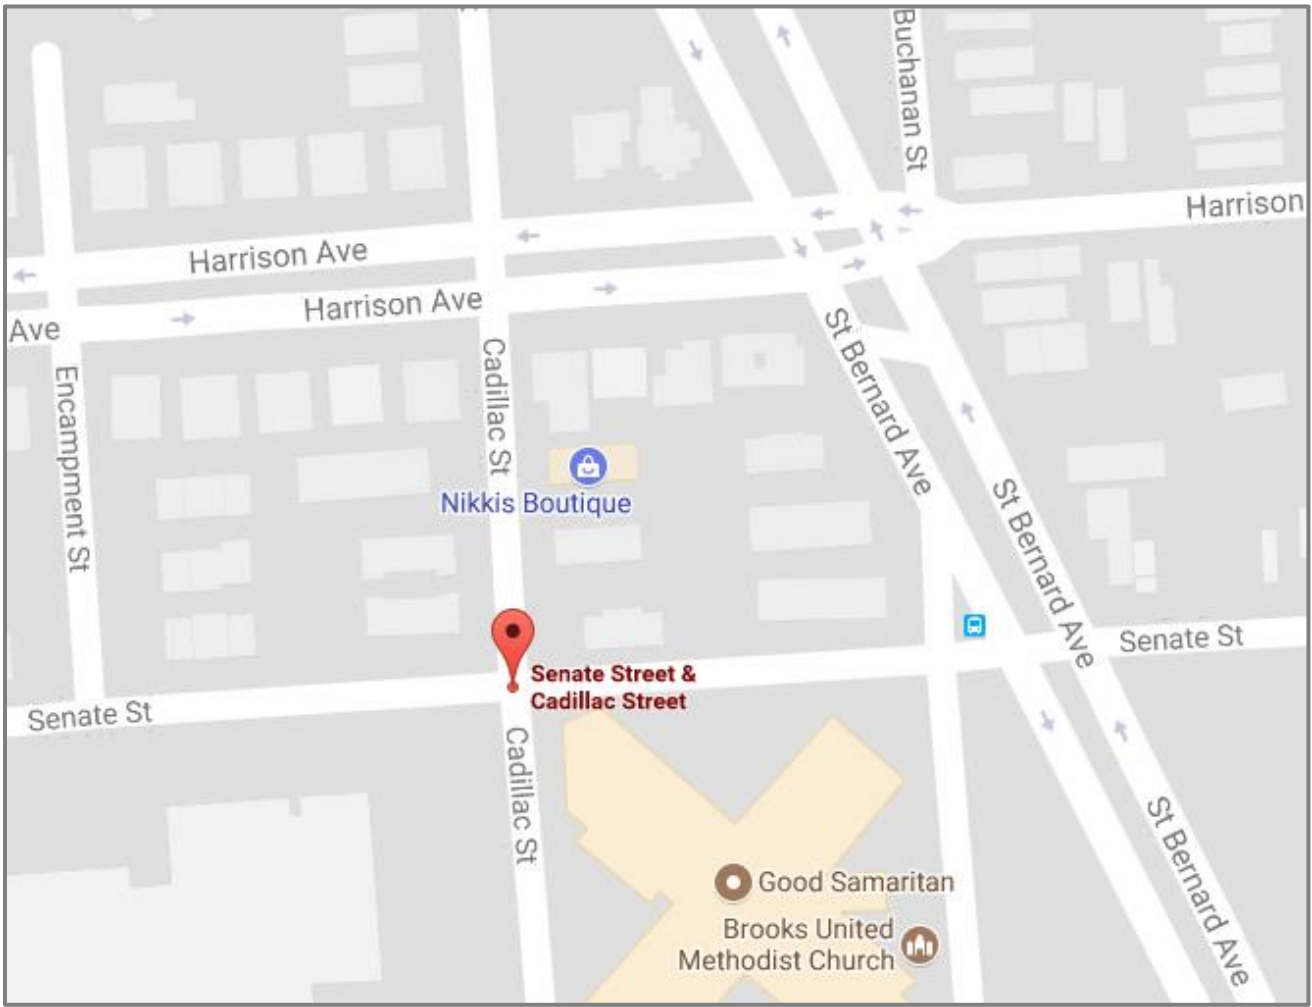 Buchanan St
Harrison
Harrison Ave
Harrison Ave
Ave
Encampment St
Cadillac St
St Bernard Ave
Nikkis Boutique
St Bernard Ave
Senate St
Senate Street &
Cadillac Street
Senate St
Cadillac St
St Bernard Ave
Good Samaritan
Brooks United
Methodist Church